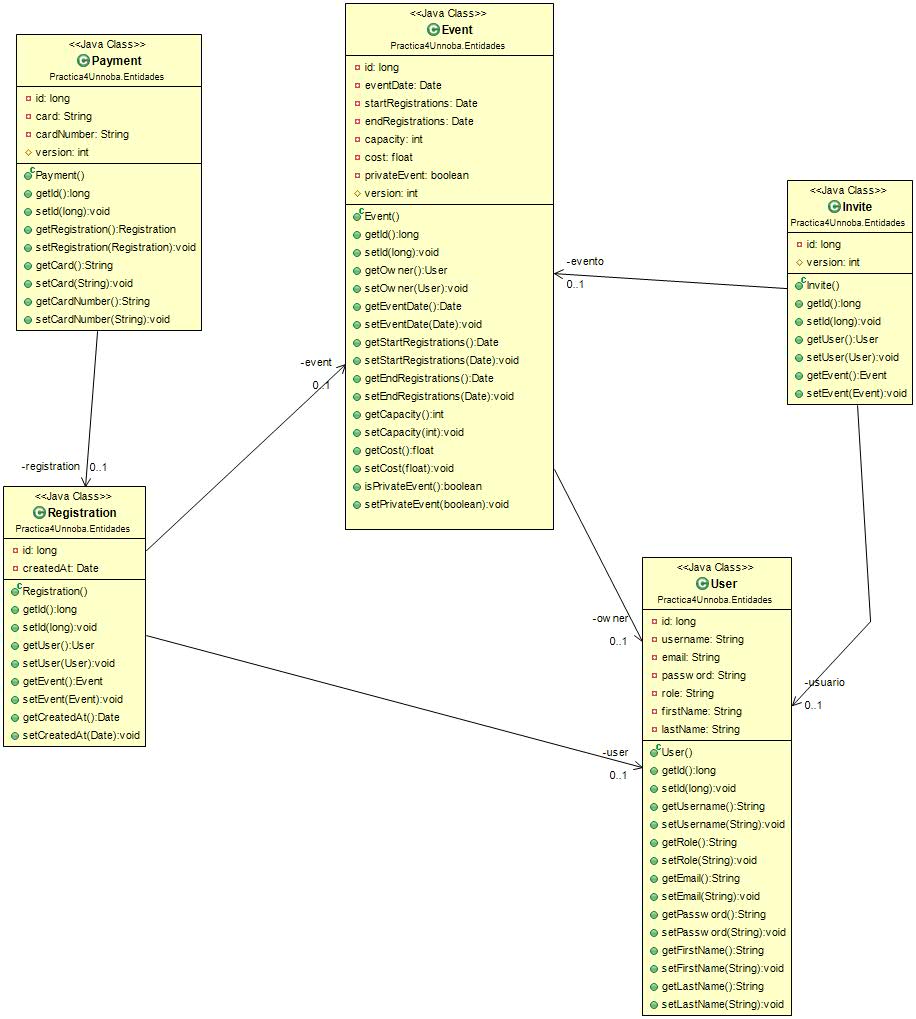 <<Java Class>>
Payment
Practica4Unnoba.Entidades
id: long
card: String
cardNumber: String
version: int
Payment()
getId():long
setId(long):void
getRegistration():Registration
setRegistration(Registration):void
getCard():String
setCard(String):void
getCardNumber():String
setCardNumber(String):void
<<Java Class>>
Event
Practica4Unnoba.Entidades
id: long
eventDate: Date
startRegistrations: Date
endRegistrations: Date
capacity: int
cost: float
privateEvent: boolean
version: int
Event()
getId():long
setId(long):void
getOwner():User
setOwner(User):void
getEventDate():Date
setEventDate(Date):void
getStartRegistrations():Date
setStartRegistrations(Date):void
getEndRegistrations():Date
setEndRegistrations(Date):void
getCapacity():int
setCapacity(int):void
getCost():float
setCost(float):void
isPrivateEvent():boolean
setPrivateEvent(boolean):void
<<Java Class>>
Invite
Practica4Unnoba.Entidades
id: long
version: int
Invite()
getId():long
setId(long):void
getUser():User
setUser(User):void
getEvent():Event
setEvent(Event):void
-evento
0..1
-event
0..1
-registration
0..1
<<Java Class>>
Registration
Practica4Unnoba.Entidades
id: long
createdAt: Date
Registration()
getId():long
setId(long):void
getUser():User
setUser(User):void
getEvent():Event
setEvent(Event):void
getCreatedAt():Date
setCreatedAt(Date):void
-owner
0..1
-usuario
0..1
-user
0..1
<<Java Class>>
User
Practica4Unnoba.Entidades
id: long
username: String
email: String
password: String
role: String
firstName: String
lastName: String
User()
getId():long
setId(long):void
getUsername():String
setUsername(String):void
getRole():String
setRole(String):void
getEmail():String
setEmail(String):void
getPassword():String
setPassword(String):void
getFirstName():String
setFirstName(String):void
getLastName():String
setLastName(String):void